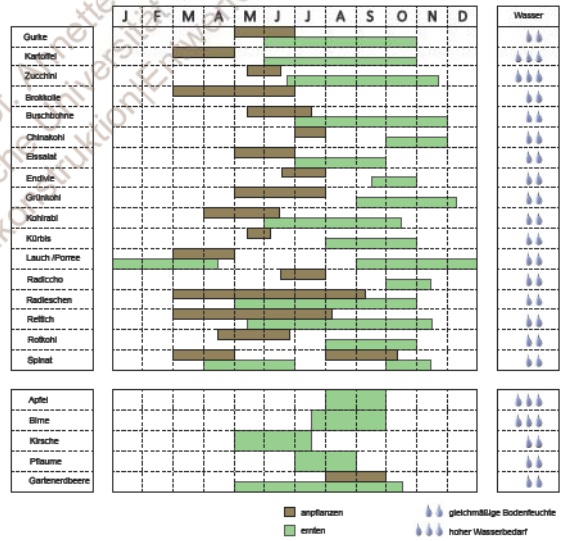 J F M A M J J A S O N D Wasser
Gurke
Kartoffel
Zucchini
Brokkolie
Buschbohne
Chinakohl
Eissalat
Endivie
Grünkohl
Kohlrabi
Kürbis
Lauch /Porree
Radiccho
Radieschen
Rettich
Rotkohl
Spinat
Apfel
Birne
Kirsche
Pflaume
Gartenerdbeere
anpflanzen gleichmäßige Bodenfeuchte
ernten hoher Wasserbedarf